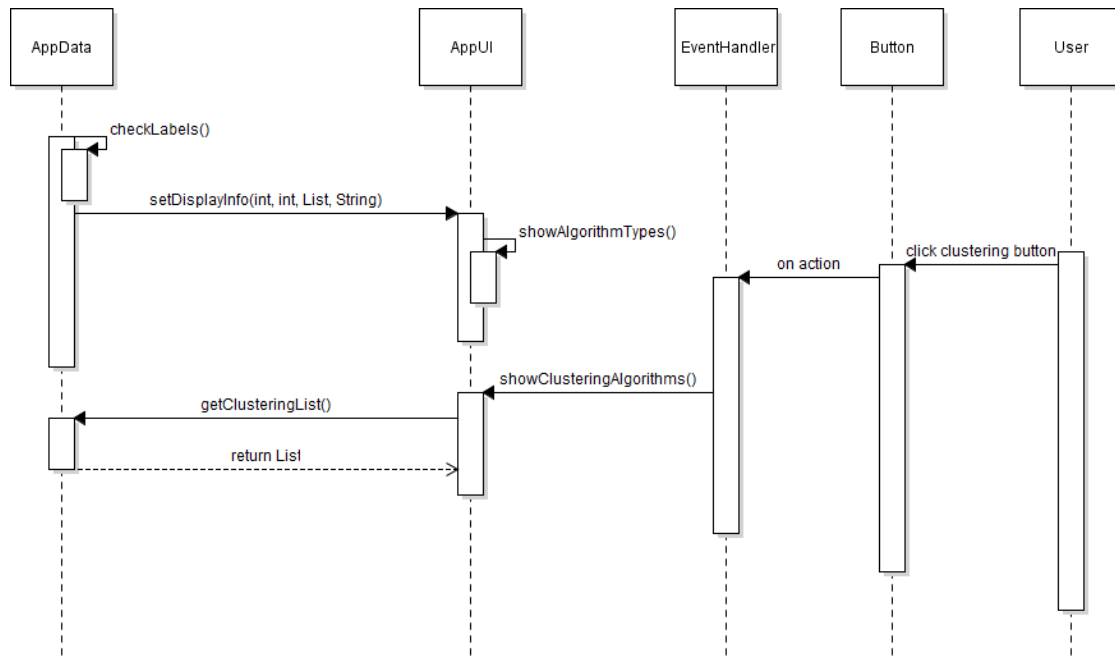 AppData
AppUI
EventHandler
Button
User
checkLabels()
setDisplayInfo(int, int, List, String)
showAlgorithmTypes()
click clustering button
on action
showClusteringAlgorithms()
getClusteringList()
return List